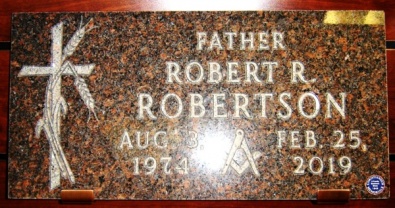 FATHER
ROBERT R.
ROBERTSON
AUG. 3, FEB. 25,
1974 2019